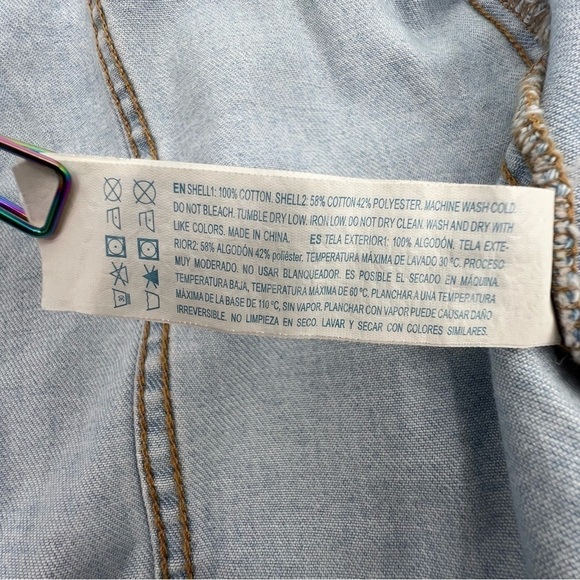 EN SHELL1: 100% COTTON. SHELL2: 58% COTTON 42% POLYESTER. MACHINE WASH COLD.
DO NOT BLEACH. TUMBLE DRY LOW. IRON LOW. DO NOT DRY CLEAN. WASH AND DRY WITH
LIKE COLORS. MADE IN CHINA. ES TELA EXTERIOR1: 100% ALGODÓN. TELA EXTE-
RIOR2: 58% ALGODÓN 42% poliéster. TEMPERATURA MÁXIMA DE LAVADO 30 °C. PROCESO
MUY MODERADO. NO USAR BLANQUEADOR. ES POSIBLE EL SECADO EN MÁQUINA.
TEMPERATURA BAJA, TEMPERATURA MÁXIMA DE 60 °C. PLANCHAR A UNA TEMPERATURA
MÁXIMA DE LA BASE DE 110 °C, SIN VAPOR. PLANCHAR CON VAPOR PUEDE CAUSAR DAÑO
IRREVERSIBLE. NO LIMPIEZA EN SECO. LAVAR Y SECAR CON COLORES SIMILARES.